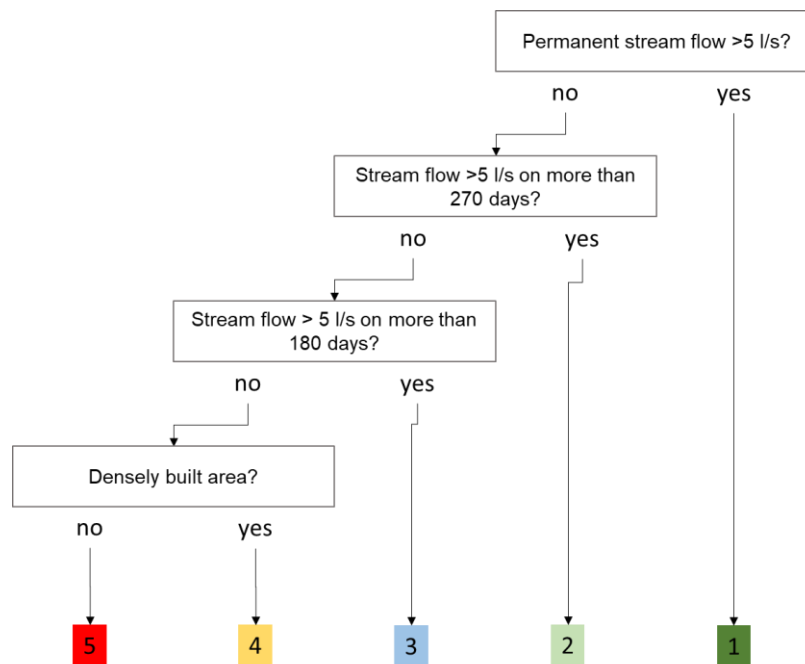 Permanent stream flow >5 l/s?
no
yes
Stream flow >5 l/s on more than
270 days?
no
yes
Stream flow > 5 l/s on more than
180 days?
no
yes
Densely built area?
no
yes
5
4
3
2
1